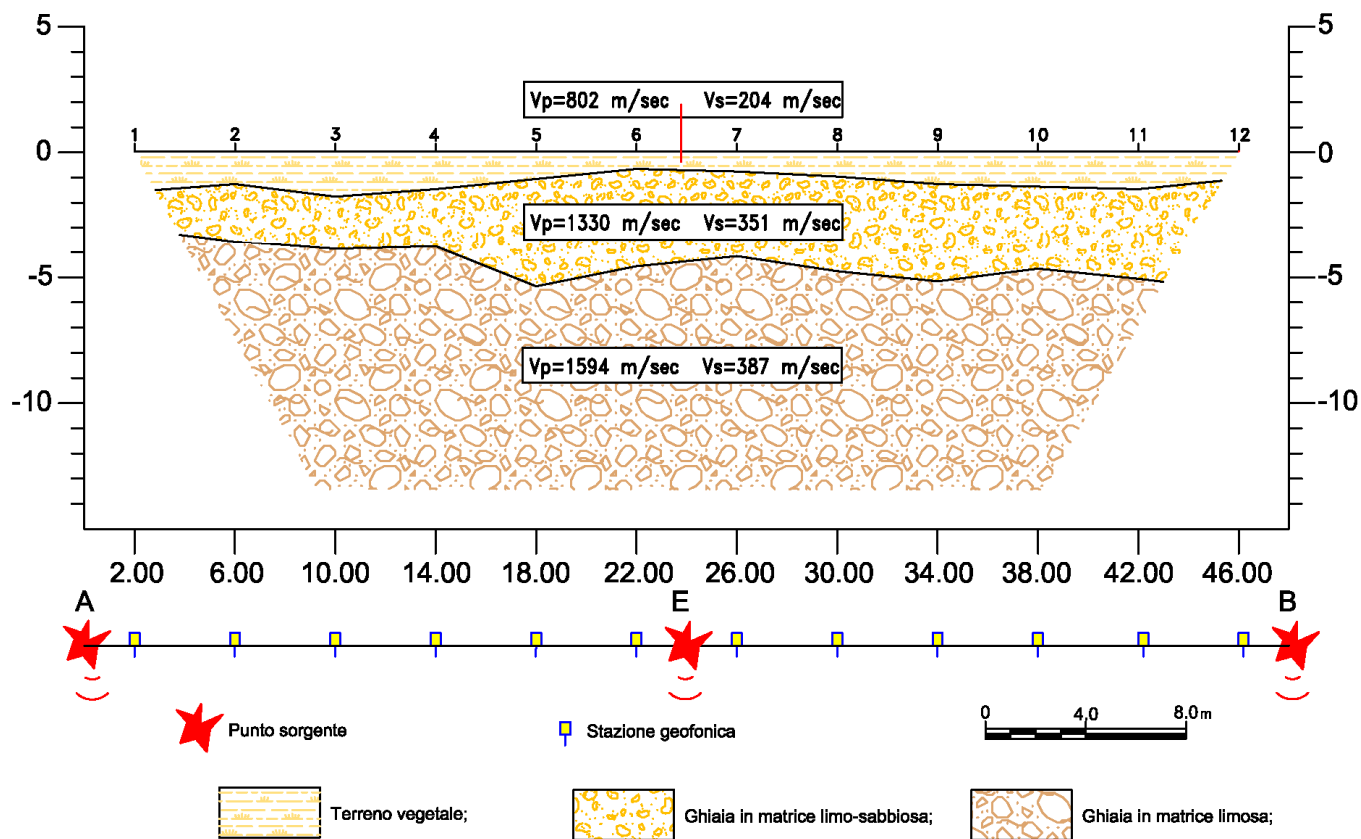 5 5
Vp=802 m/sec Vs=204 m/sec
1 2 3 4 5 6 7 8 9 10 11 12
0 0
Vp=1330 m/sec Vs=351 m/sec
-5 -5
Vp=1594 m/sec Vs=387 m/sec
-10 -10
2.00 6.00 10.00 14.00 18.00 22.00 26.00 30.00 34.00 38.00 42.00 46.00
A E B
0 4.0 8.0 m
Punto sorgente Stazione geofonica
Terreno vegetale; Ghiaia in matrice limo-sabbiosa; Ghiaia in matrice limosa;